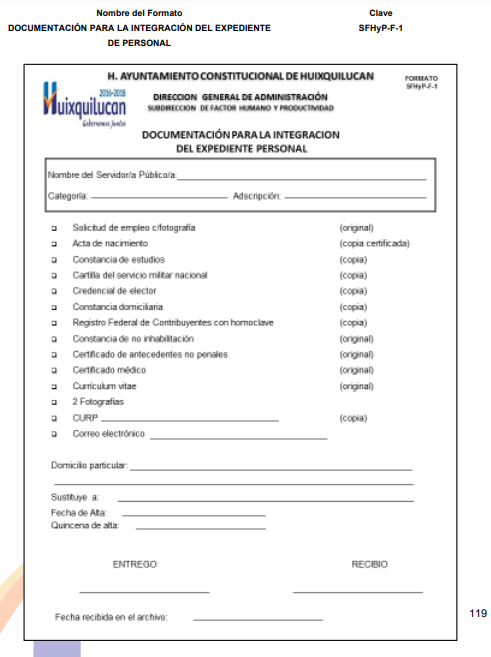 Nombre del Formato Clave
DOCUMENTACIÓN PARA LA INTEGRACIÓN DEL EXPEDIENTE SFHyP-F-1
DE PERSONAL
H. AYUNTAMIENTO CONSTITUCIONAL DE HUIXQUILUCAN FORMATO
SFHyP-F-1
2016-2018
Huixquilucan
Gobernamos juntos
DIRECCION GENERAL DE ADMINISTRACIÓN
SUBDIRECCION DE FACTOR HUMANO Y PRODUCTIVIDAD
DOCUMENTACIÓN PARA LA INTEGRACION
DEL EXPEDIENTE PERSONAL
Nombre del Servidor/a Público/a:
Categoría: Adscripción:
Solicitud de empleo c/fotografía (original)
Acta de nacimiento (copia certificada)
Constancia de estudios (copia)
Cartilla del servicio militar nacional (copia)
Credencial de elector (copia)
Constancia domiciliaria (copia)
Registro Federal de Contribuyentes con homoclave (copia)
Constancia de no inhabilitación (original)
Certificado de antecedentes no penales (original)
Certificado médico (original)
Curriculum vitae (original)
2 Fotografías
CURP (copia)
Correo electrónico
Domicilio particular:
Sustituye a:
Fecha de Alta:
Quincena de alta:
ENTREGO RECIBIO
Fecha recibida en el archivo:
119